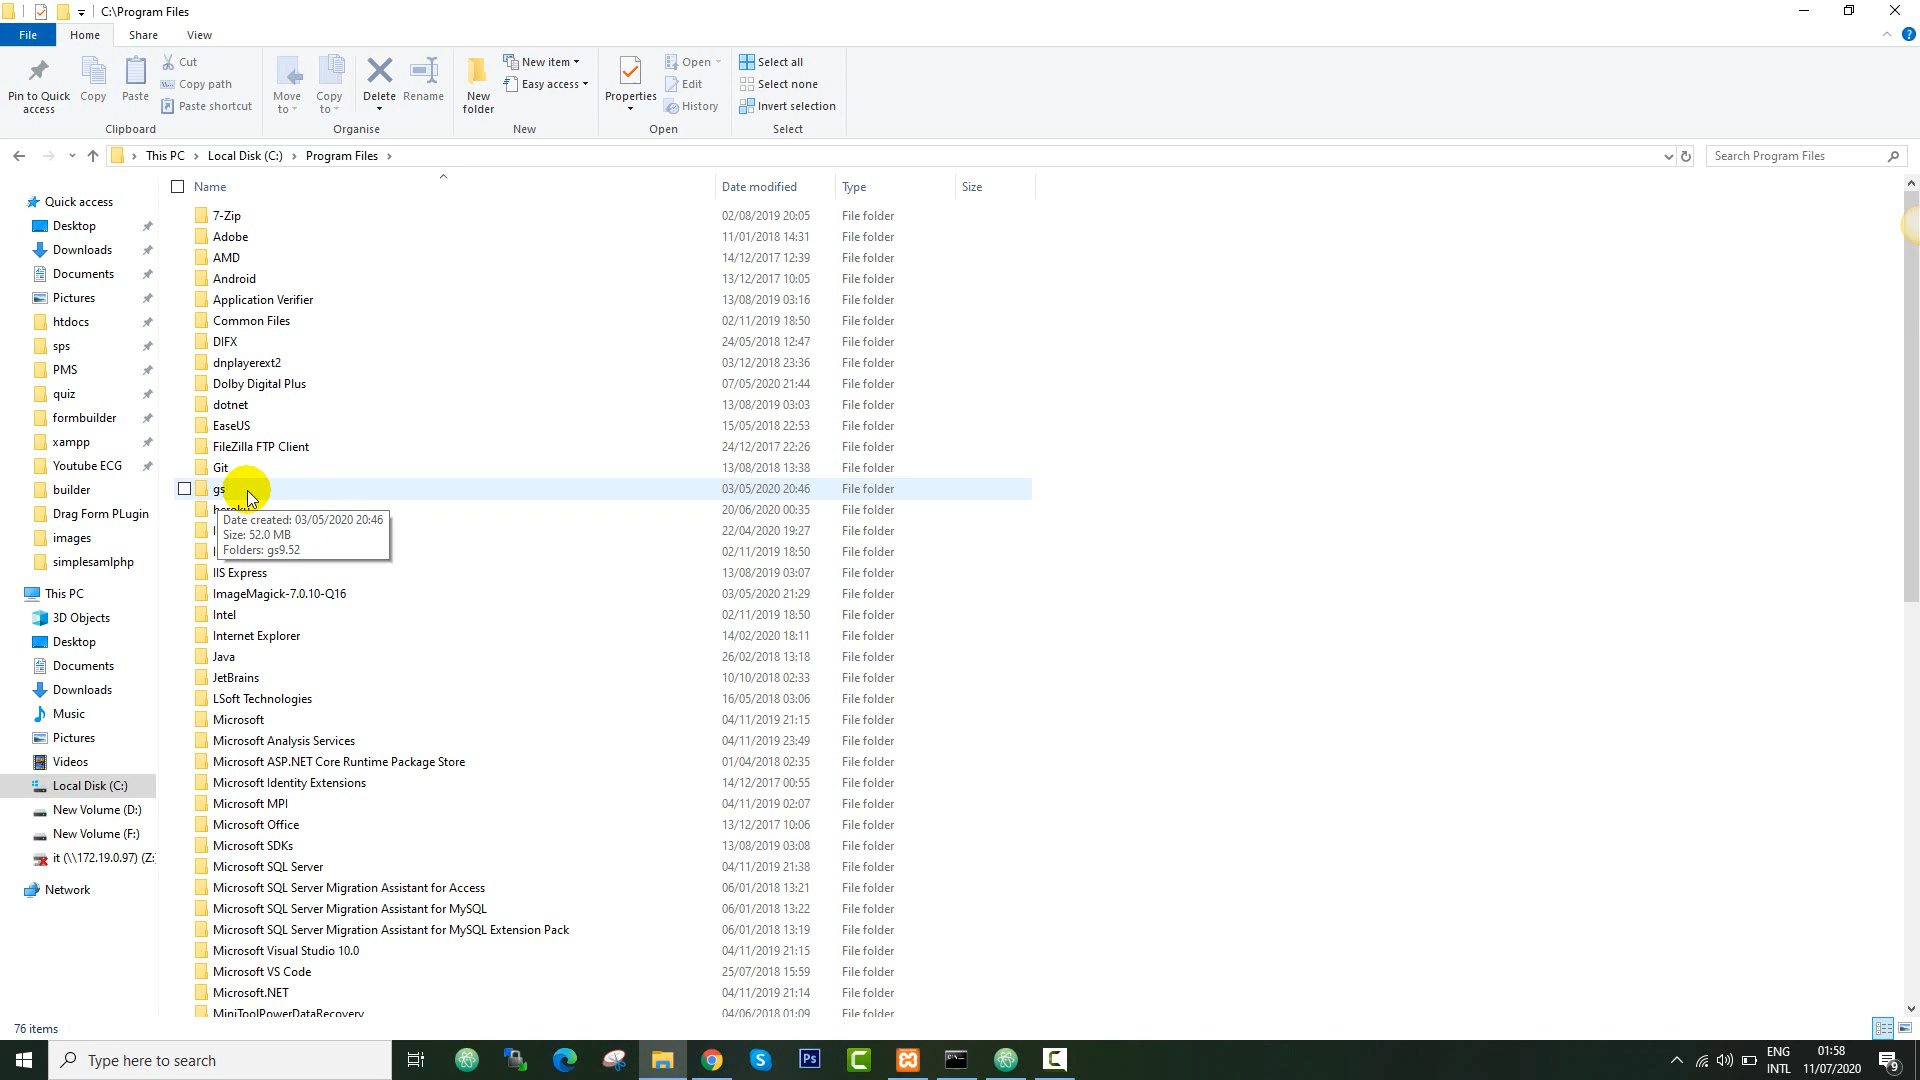 C:\Program Files
File Home Share View
Pin to Quick access
Copy
Paste
Cut
Copy path
Paste shortcut
Clipboard
Move to
Copy to
Delete
Rename
Organise
New folder
New item
Easy access
New
Properties
Open
Edit
History
Open
Select all
Select none
Invert selection
Select
This PC Local Disk (C:) Program Files
Search Program Files
Quick access
Desktop
Downloads
Documents
Pictures
htdocs
sps
PMS
quiz
formbuilder
xampp
Youtube ECG
builder
Drag Form PLugin
images
simplesamlphp
This PC
3D Objects
Desktop
Documents
Downloads
Music
Pictures
Videos
Local Disk (C:)
New Volume (D:)
New Volume (F:)
it (\\172.19.0.97) (Z:
Network
Name Date modified Type Size
7-Zip 02/08/2019 20:05 File folder
Adobe 11/01/2018 14:31 File folder
AMD 14/12/2017 12:39 File folder
Android 13/12/2017 10:05 File folder
Application Verifier 13/08/2019 03:16 File folder
Common Files 02/11/2019 18:50 File folder
DIFX 24/05/2018 12:47 File folder
dnplayerext2 03/12/2018 23:36 File folder
Dolby Digital Plus 07/05/2020 21:44 File folder
dotnet 13/08/2019 03:03 File folder
EaseUS 15/05/2018 22:53 File folder
FileZilla FTP Client 24/12/2017 22:26 File folder
Git 13/08/2018 13:38 File folder
gs 03/05/2020 20:46 File folder
heroku 20/06/2020 00:35 File folder
Date created: 03/05/2020 20:46
Size: 52.0 MB
Folders: gs9.52
22/04/2020 19:27 File folder
02/11/2019 18:50 File folder
IIS Express 13/08/2019 03:07 File folder
ImageMagick-7.0.10-Q16 03/05/2020 21:29 File folder
Intel 02/11/2019 18:50 File folder
Internet Explorer 14/02/2020 18:11 File folder
Java 26/02/2018 13:18 File folder
JetBrains 10/10/2018 02:33 File folder
LSoft Technologies 16/05/2018 03:06 File folder
Microsoft 04/11/2019 21:15 File folder
Microsoft Analysis Services 04/11/2019 23:49 File folder
Microsoft ASP.NET Core Runtime Package Store 01/04/2018 02:35 File folder
Microsoft Identity Extensions 14/12/2017 00:55 File folder
Microsoft MPI 04/11/2019 02:07 File folder
Microsoft Office 13/12/2017 10:06 File folder
Microsoft SDKs 13/08/2019 03:08 File folder
Microsoft SQL Server 04/11/2019 21:38 File folder
Microsoft SQL Server Migration Assistant for Access 06/01/2018 13:21 File folder
Microsoft SQL Server Migration Assistant for MySQL 06/01/2018 13:22 File folder
Microsoft SQL Server Migration Assistant for MySQL Extension Pack 06/01/2018 13:19 File folder
Microsoft Visual Studio 10.0 04/11/2019 21:15 File folder
Microsoft VS Code 25/07/2018 15:59 File folder
Microsoft.NET 04/11/2019 21:14 File folder
MiniToolPowerDataRecovery 04/06/2018 01:09 File folder
76 items
Type here to search
Ps
ENG
INTL
01:58
11/07/2020
9